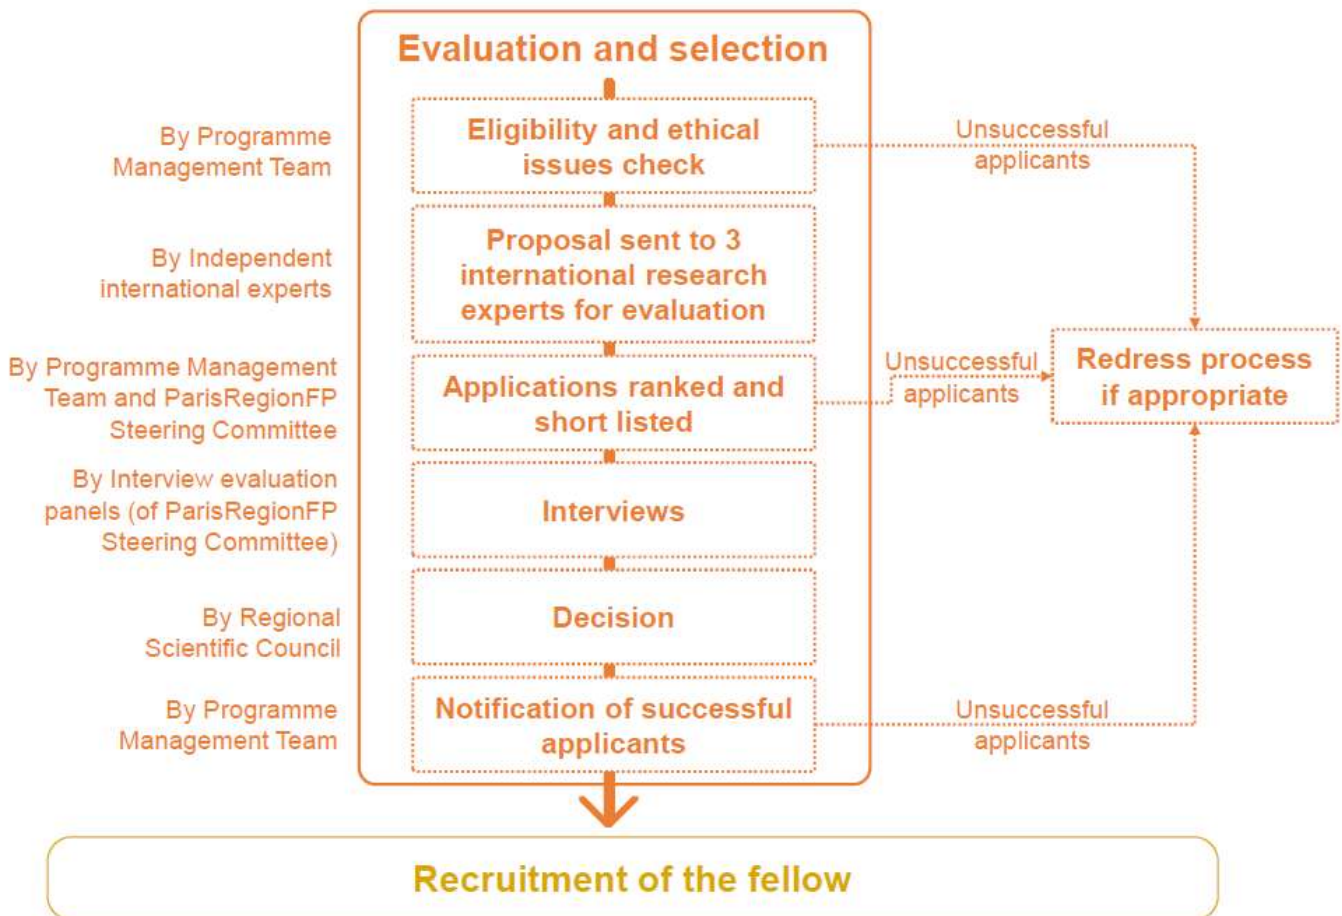 Evaluation and selection
By Programme
Management Team
Eligibility and ethical
issues check
Unsuccessful
applicants
By Independent
international experts
Proposal sent to 3
international research
experts for evaluation
By Programme Management
Team and ParisRegionFP
Steering Committee
Applications ranked and
short listed
Unsuccessful
applicants
Redress process
if appropriate
By Interview evaluation
panels (of ParisRegionFP
Steering Committee)
Interviews
By Regional
Scientific Council
Decision
By Programme
Management Team
Notification of successful
applicants
Unsuccessful
applicants
Recruitment of the fellow